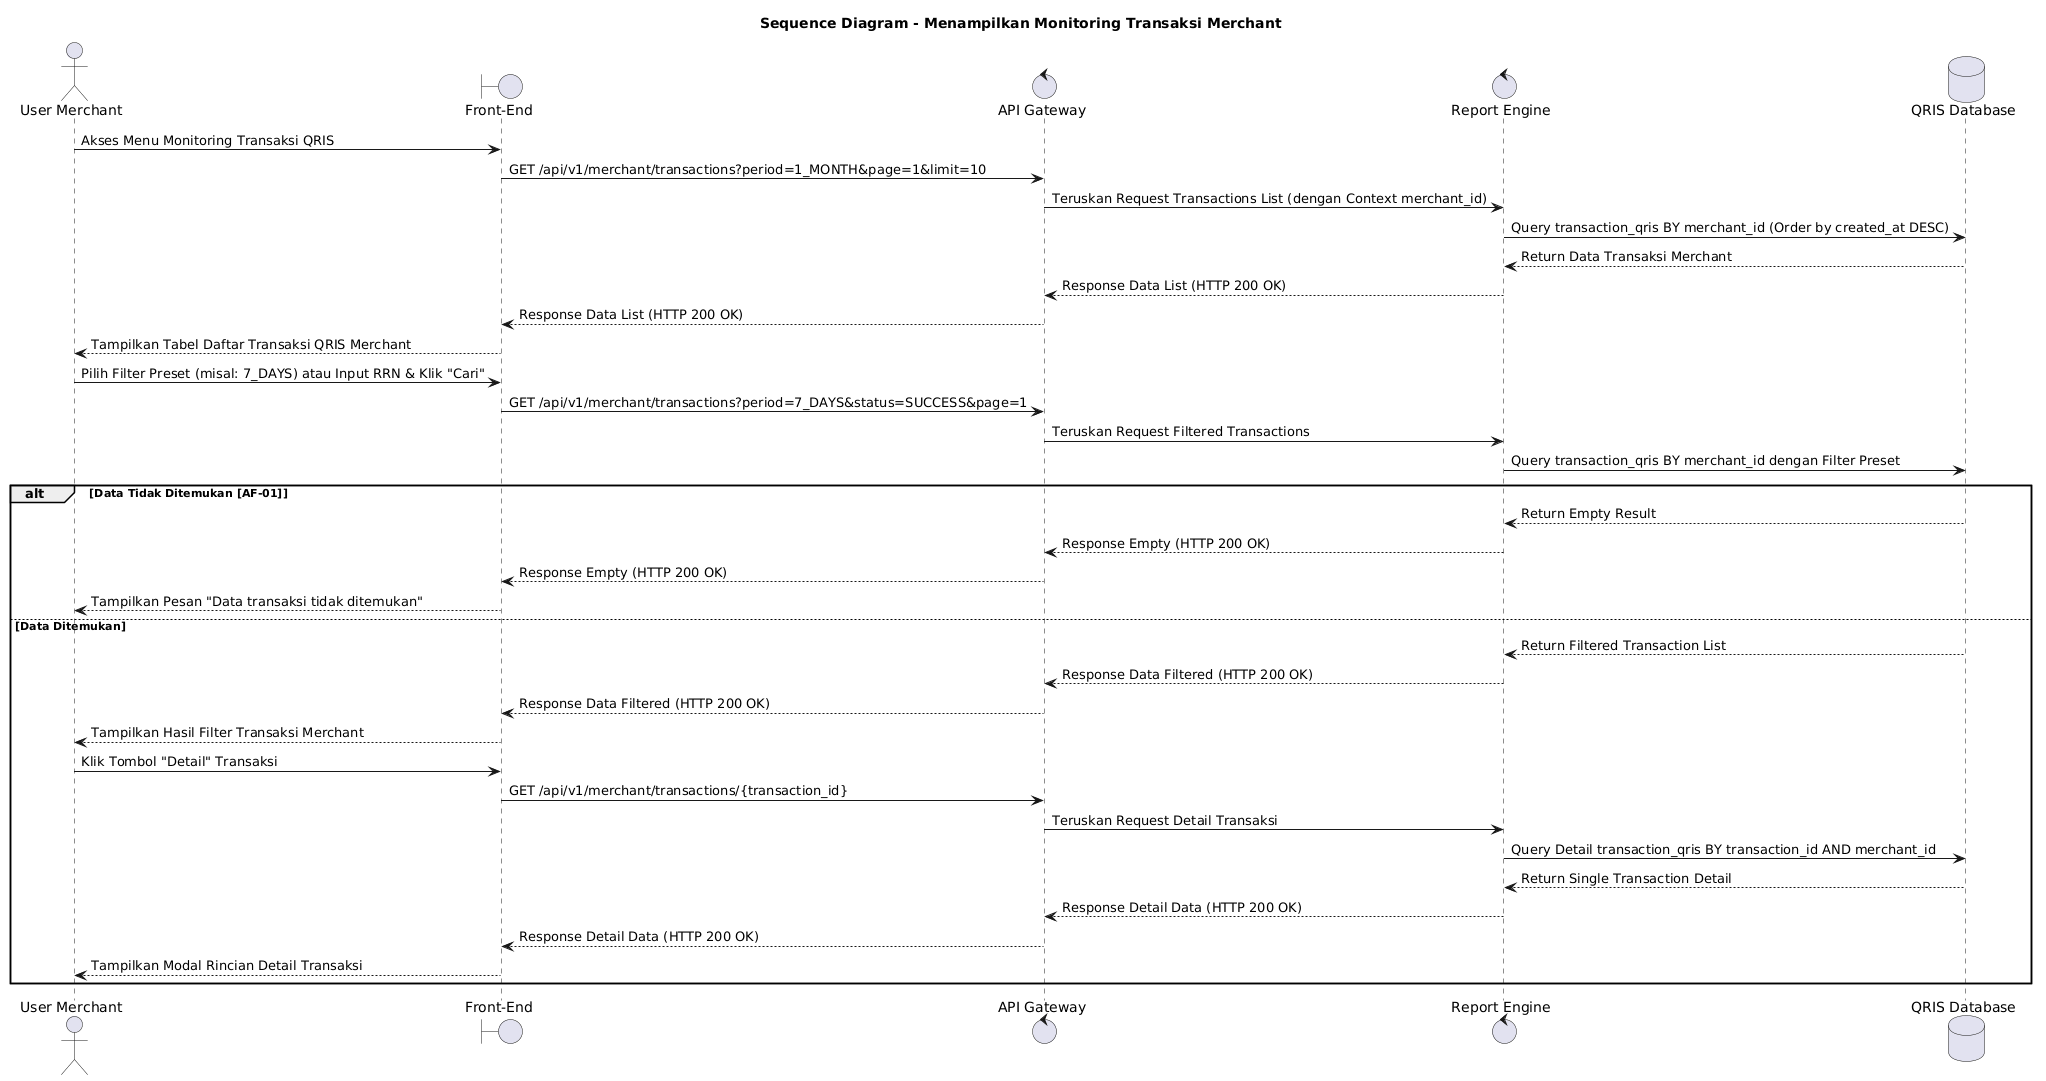 Sequence Diagram - Menampilkan Monitoring Transaksi Merchant
User Merchant
Front-End
API Gateway
Report Engine
QRIS Database
Akses Menu Monitoring Transaksi QRIS
GET /api/v1/merchant/transactions?period=1_MONTH&page=1&limit=10
Teruskan Request Transactions List (dengan Context merchant_id)
Query transaction_qris BY merchant_id (Order by created_at DESC)
Return Data Transaksi Merchant
Response Data List (HTTP 200 OK)
Response Data List (HTTP 200 OK)
Tampilkan Tabel Daftar Transaksi QRIS Merchant
Pilih Filter Preset (misal: 7_DAYS) atau Input RRN & Klik "Cari"
GET /api/v1/merchant/transactions?period=7_DAYS&status=SUCCESS&page=1
Teruskan Request Filtered Transactions
Query transaction_qris BY merchant_id dengan Filter Preset
alt
[Data Tidak Ditemukan [AF-01]]
Return Empty Result
Response Empty (HTTP 200 OK)
Response Empty (HTTP 200 OK)
Tampilkan Pesan "Data transaksi tidak ditemukan"
[Data Ditemukan]
Return Filtered Transaction List
Response Data Filtered (HTTP 200 OK)
Response Data Filtered (HTTP 200 OK)
Tampilkan Hasil Filter Transaksi Merchant
Klik Tombol "Detail" Transaksi
GET /api/v1/merchant/transactions/{transaction_id}
Teruskan Request Detail Transaksi
Query Detail transaction_qris BY transaction_id AND merchant_id
Return Single Transaction Detail
Response Detail Data (HTTP 200 OK)
Response Detail Data (HTTP 200 OK)
Tampilkan Modal Rincian Detail Transaksi
User Merchant
Front-End
API Gateway
Report Engine
QRIS Database